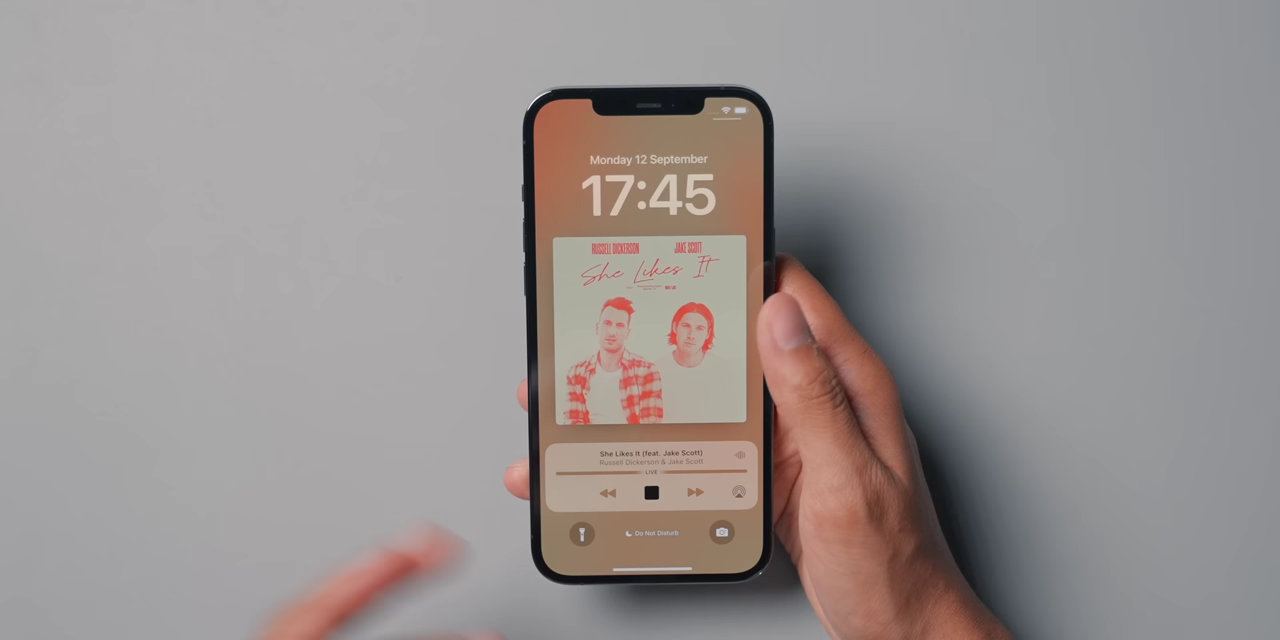 Monday 12 September
17:45
RUSSELL DICKERSON JAKE SCOTT
She Likes It
She Likes It (feat. Jake Scott)
Russell Dickerson & Jake Scott
LIVE
Do Not Disturb